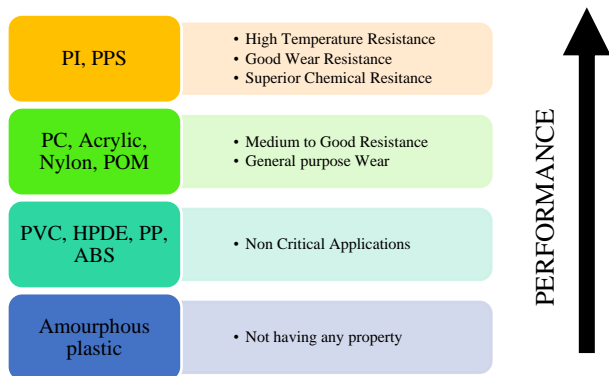 PI, PPS
• High Temperature Resistance
• Good Wear Resistance
• Superior Chemical Resitance
PC, Acrylic,
Nylon, POM
• Medium to Good Resistance
• General purpose Wear
PVC, HPDE, PP,
ABS
• Non Critical Applications
Amourphous
plastic
• Not having any property
PERFORMANCE